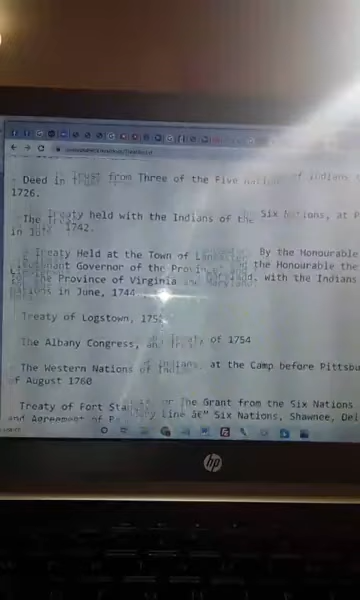 - Deed in Trust from Three of the Five Nations of Indians
1726.
The Treaty held with the Indians of the Six Nations, at P
in June 1742.
Treaty Held at the Town of Lancaster, By the Honourable
Lieutenant Governor of the Province, and the Honourable the
the Province of Virginia and Maryland, with the Indians
Nations in June, 1744
Treaty of Logstown, 1752
The Albany Congress, and Treaty of 1754
The Western Nations of Indians, at the Camp before Pittsbu
of August 1760
Treaty of Fort Sta or The Grant from the Six Nations
and Agreement of Line â€" Six Nations, Shawnee, Del
hp